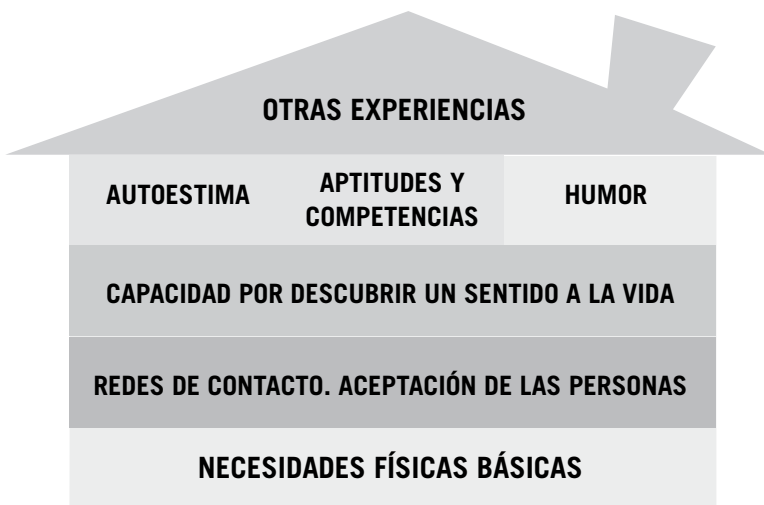 OTRAS EXPERIENCIAS
AUTOESTIMA
APTITUDES Y
COMPETENCIAS
HUMOR
CAPACIDAD POR DESCUBRIR UN SENTIDO A LA VIDA
REDES DE CONTACTO. ACEPTACIÓN DE LAS PERSONAS
NECESIDADES FÍSICAS BÁSICAS